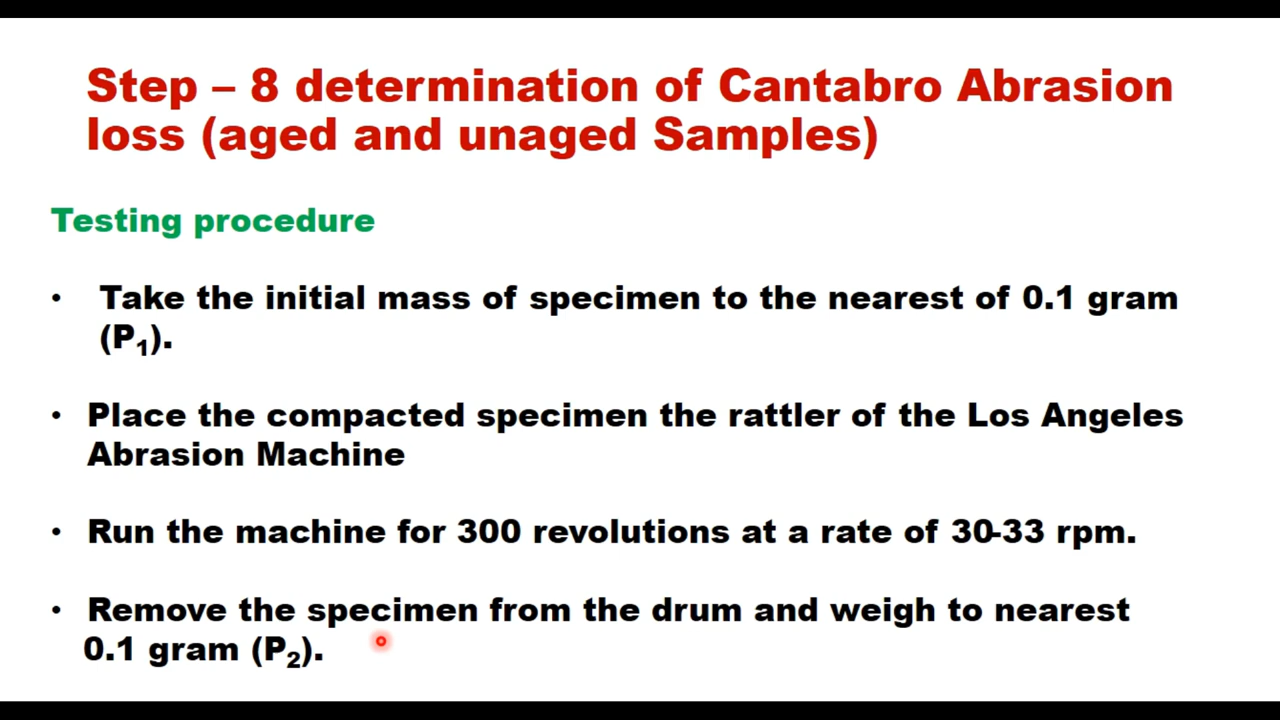 Step – 8 determination of Cantabro Abrasion
loss (aged and unaged Samples)
Testing procedure
• Take the initial mass of specimen to the nearest of 0.1 gram
(P₁).
• Place the compacted specimen the rattler of the Los Angeles
Abrasion Machine
• Run the machine for 300 revolutions at a rate of 30-33 rpm.
• Remove the specimen from the drum and weigh to nearest
0.1 gram (P₂).